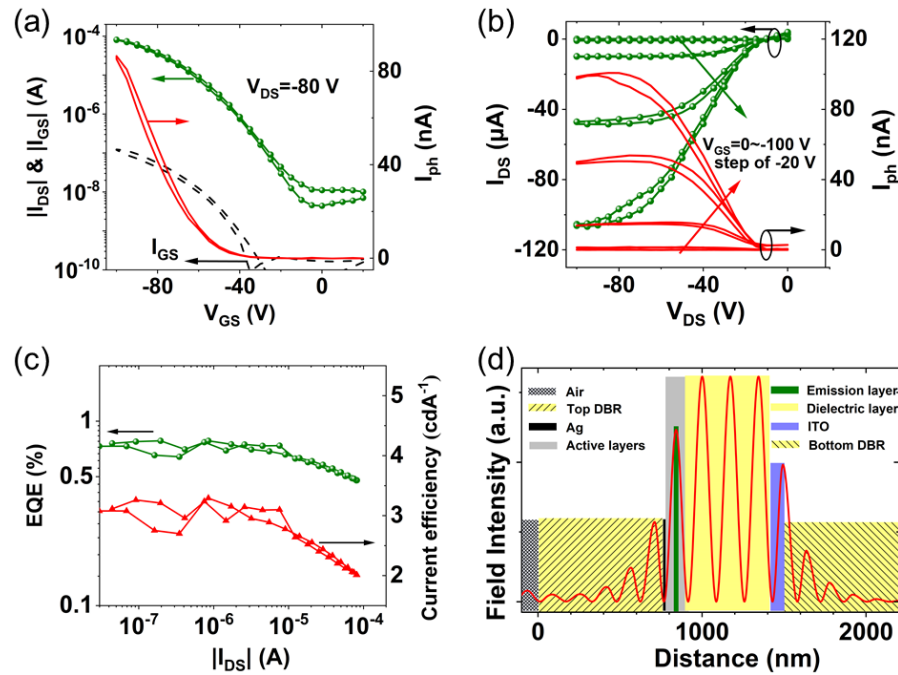 (a)
|I_DS| & |I_GS| (A)
10^-4
10^-6
10^-8
10^-10
V_DS=-80 V
I_GS
80
40
0
I_ph (nA)
-80
-40
0
V_GS (V)
(b)
I_DS (μA)
0
-40
-80
-120
V_GS=0~-100 V
step of -20 V
120
80
40
0
I_ph (nA)
-80
-40
0
V_DS (V)
(c)
EQE (%)
1
0.5
0.1
5
4
3
2
Current efficiency (cdA^-1)
10^-7
10^-6
10^-5
10^-4
|I_DS| (A)
(d)
Field Intensity (a.u.)
Air
Top DBR
Ag
Active layers
Emission layer
Dielectric layer
ITO
Bottom DBR
0
1000
2000
Distance (nm)